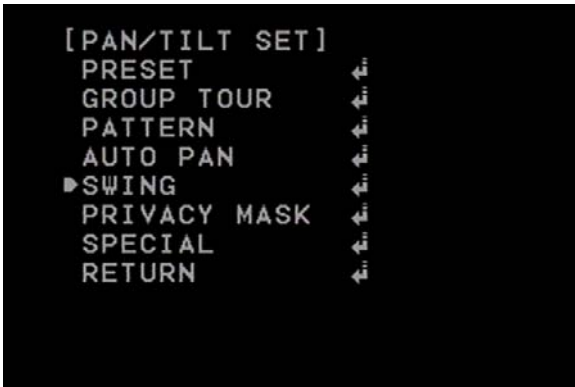 [PAN/TILT SET]
PRESET
GROUP TOUR
PATTERN
AUTO PAN
SWING
PRIVACY MASK
SPECIAL
RETURN